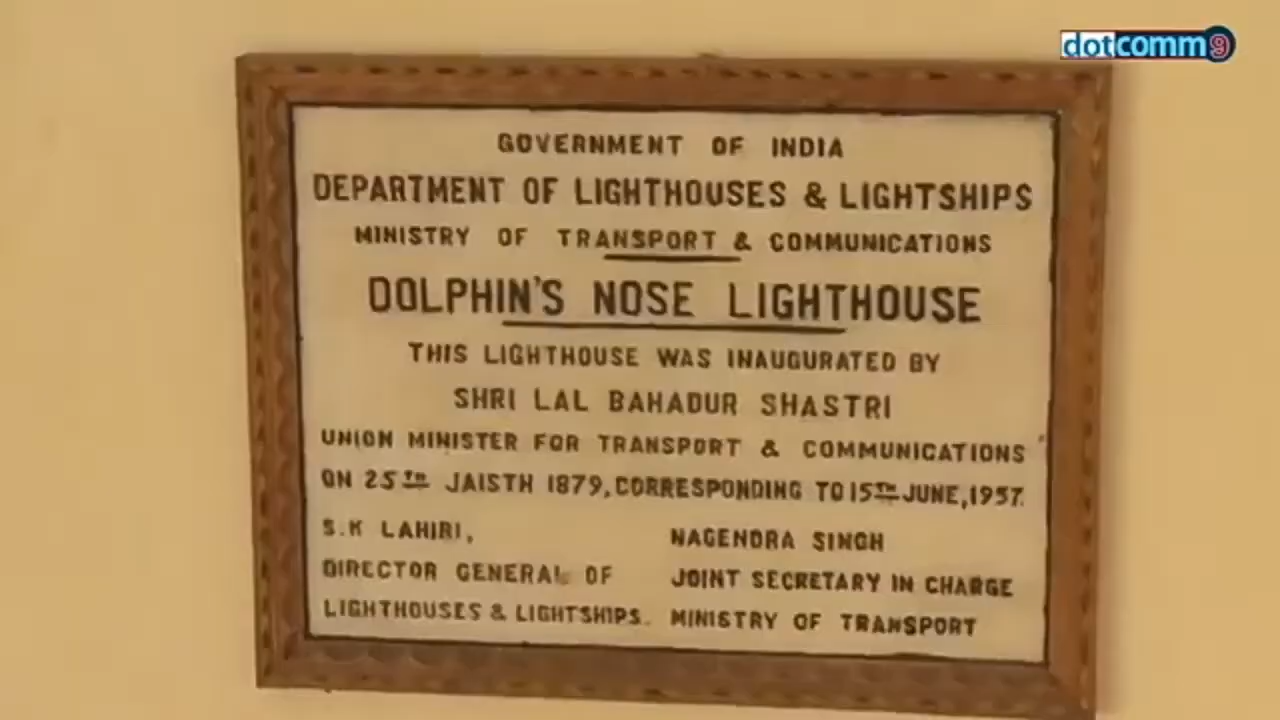 dotcomm9
GOVERNMENT OF INDIA
DEPARTMENT OF LIGHTHOUSES & LIGHTSHIPS
MINISTRY OF TRANSPORT & COMMUNICATIONS
DOLPHIN'S NOSE LIGHTHOUSE
THIS LIGHTHOUSE WAS INAUGURATED BY
SHRI LAL BAHADUR SHASTRI
UNION MINISTER FOR TRANSPORT & COMMUNICATIONS
ON 25TH JAISTH 1879, CORRESPONDING TO 15TH JUNE, 1957.
S.K LAHIRI,
DIRECTOR GENERAL OF
LIGHTHOUSES & LIGHTSHIPS.
NAGENDRA SINGH
JOINT SECRETARY IN CHARGE
MINISTRY OF TRANSPORT